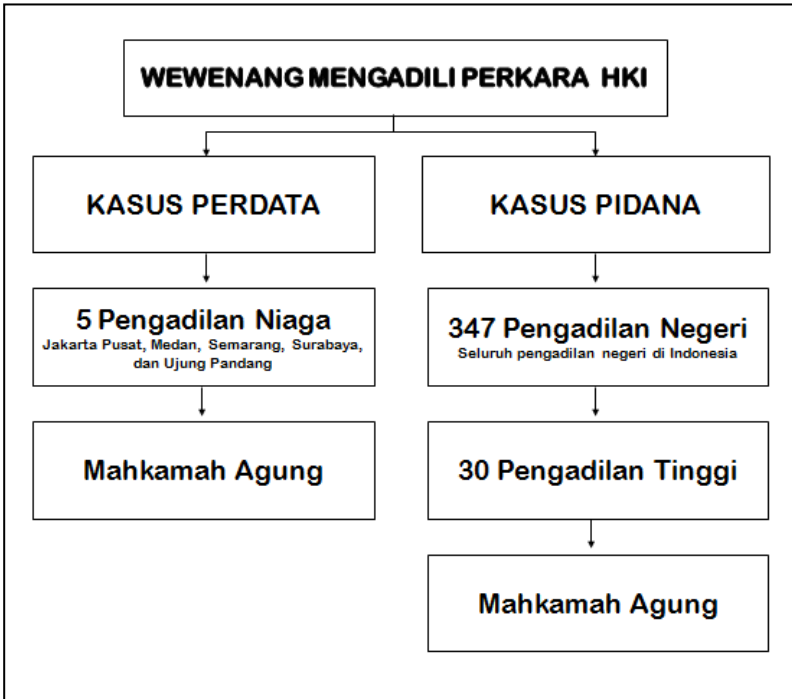 WEWENANG MENGADILI PERKARA HKI
KASUS PERDATA
KASUS PIDANA
5 Pengadilan Niaga
Jakarta Pusat, Medan, Semarang, Surabaya,
dan Ujung Pandang
347 Pengadilan Negeri
Seluruh pengadilan negeri di Indonesia
Mahkamah Agung
30 Pengadilan Tinggi
Mahkamah Agung